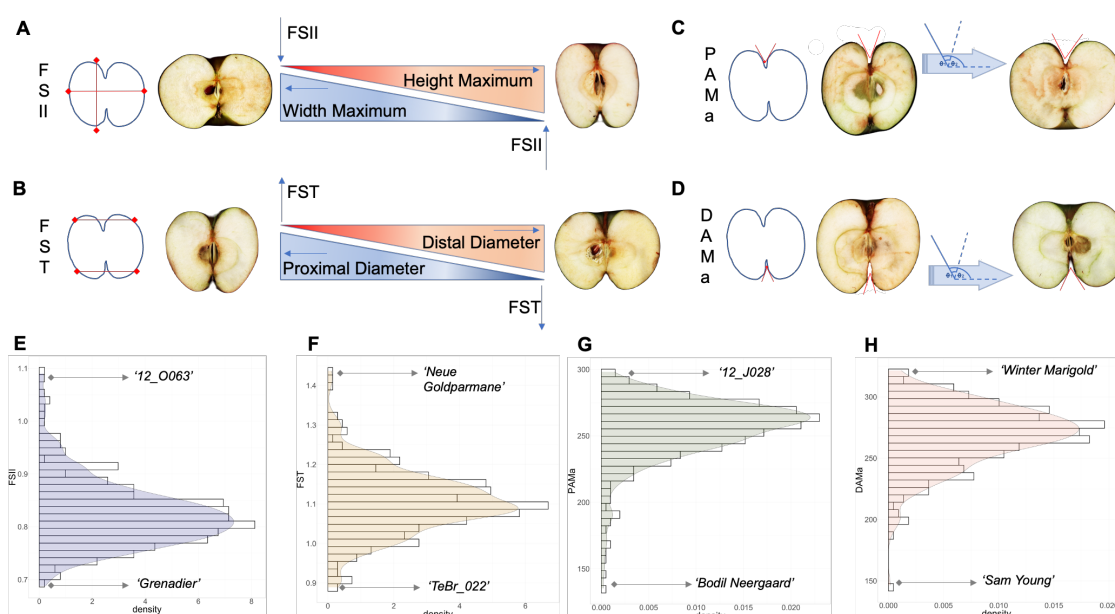 A
F
S
II
FSII
Height Maximum
Width Maximum
FSII
C
P
A
M
a
θ θ
B
F
S
T
FST
Distal Diameter
Proximal Diameter
FST
D
D
A
M
a
θ θ
E
1.1
1.0
0.9
0.8
0.7
FSII
'12_O063'
'Grenadier'
0 2 4 6 8
density
F
1.4
1.3
1.2
1.1
1.0
0.9
FST
'Neue
Goldparmane'
'TeBr_022'
0 2 4 6
density
G
300
250
200
150
PAMa
'12_J028'
'Bodil Neergaard'
0.000 0.005 0.010 0.015 0.020
density
H
300
250
200
150
DAMa
'Winter Marigold'
'Sam Young'
0.000 0.005 0.010 0.015
density